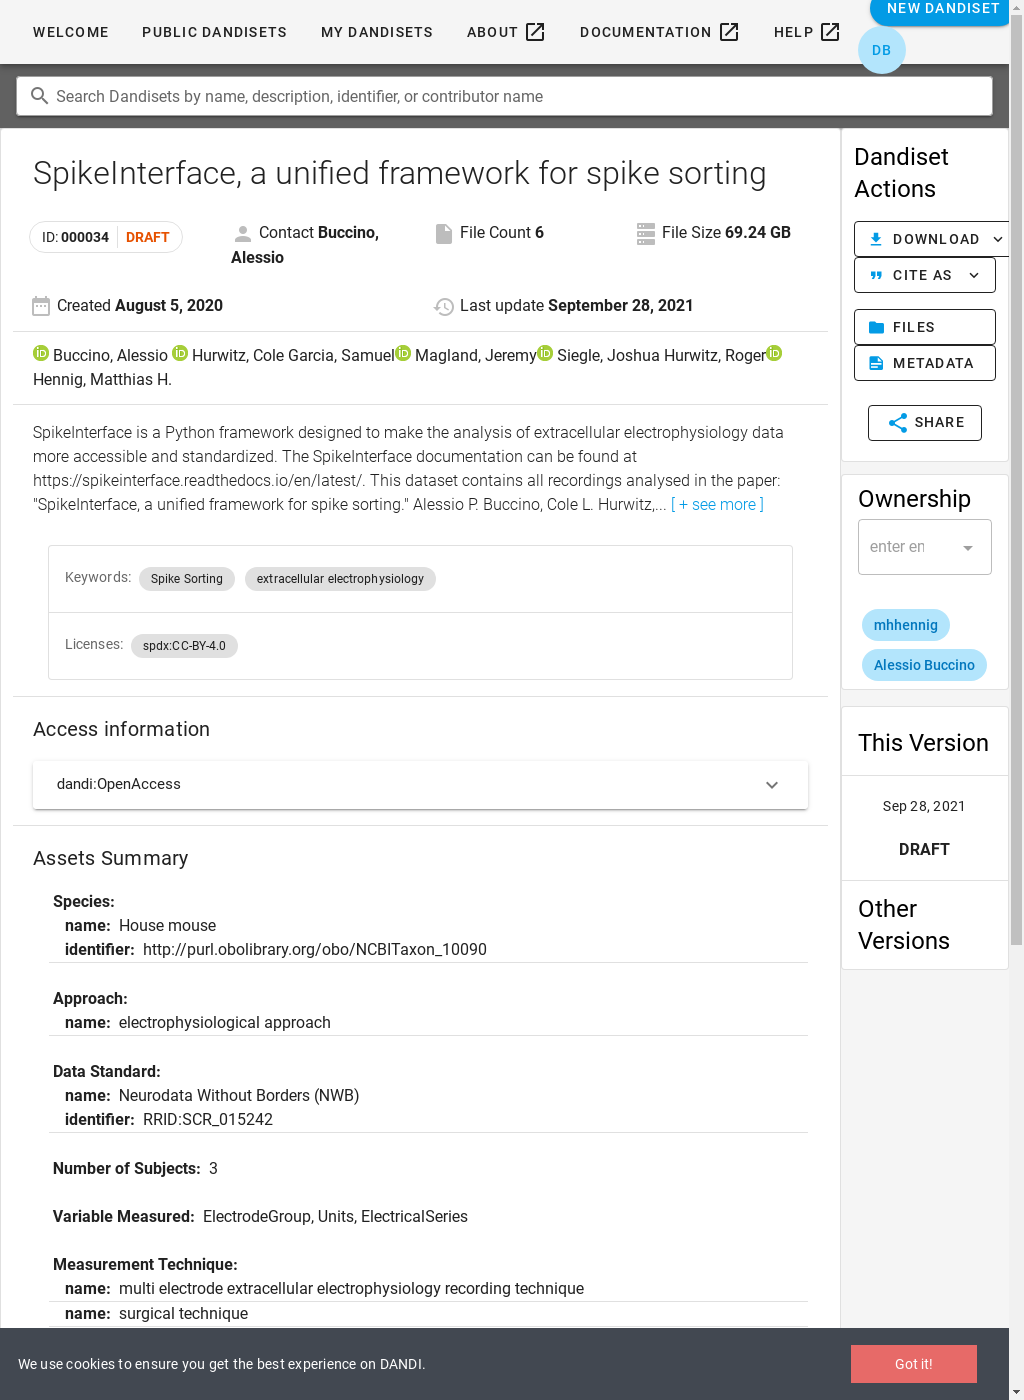 WELCOME PUBLIC DANDISETS MY DANDISETS ABOUT DOCUMENTATION HELP NEW DANDISET
DB
Search Dandisets by name, description, identifier, or contributor name
SpikeInterface, a unified framework for spike sorting
ID: 000034 DRAFT
Contact Buccino,
Alessio
File Count 6
File Size 69.24 GB
Created August 5, 2020
Last update September 28, 2021
iD Buccino, Alessio iD Hurwitz, Cole Garcia, Samuel iD Magland, Jeremy iD Siegle, Joshua Hurwitz, Roger iD
Hennig, Matthias H.
SpikeInterface is a Python framework designed to make the analysis of extracellular electrophysiology data
more accessible and standardized. The SpikeInterface documentation can be found at
https://spikeinterface.readthedocs.io/en/latest/. This dataset contains all recordings analysed in the paper:
"SpikeInterface, a unified framework for spike sorting." Alessio P. Buccino, Cole L. Hurwitz,... [ + see more ]
Keywords: Spike Sorting extracellular electrophysiology
Licenses: spdx:CC-BY-4.0
Access information
dandi:OpenAccess
Assets Summary
Species:
name: House mouse
identifier: http://purl.obolibrary.org/obo/NCBITaxon_10090
Approach:
name: electrophysiological approach
Data Standard:
name: Neurodata Without Borders (NWB)
identifier: RRID:SCR_015242
Number of Subjects: 3
Variable Measured: ElectrodeGroup, Units, ElectricalSeries
Measurement Technique:
name: multi electrode extracellular electrophysiology recording technique
name: surgical technique
Dandiset
Actions
DOWNLOAD
CITE AS
FILES
METADATA
SHARE
Ownership
enter en
mhhennig
Alessio Buccino
This Version
Sep 28, 2021
DRAFT
Other
Versions
We use cookies to ensure you get the best experience on DANDI.
Got it!